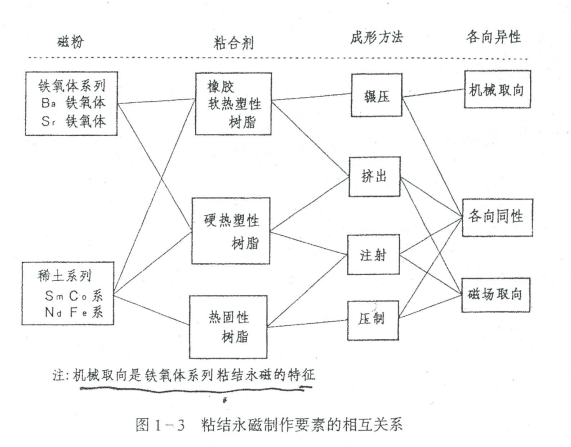 磁粉 粘合剂 成形方法 各向异性
铁氧体系列
Ba 铁氧体
Sr 铁氧体
稀土系列
SmCo系
NdFe系
橡胶
软热塑性
树脂
硬热塑性
树脂
热固性
树脂
辗压
挤出
注射
压制
机械取向
各向同性
磁场取向
注:机械取向是铁氧体系列粘结永磁的特征
图1-3 粘结永磁制作要素的相互关系